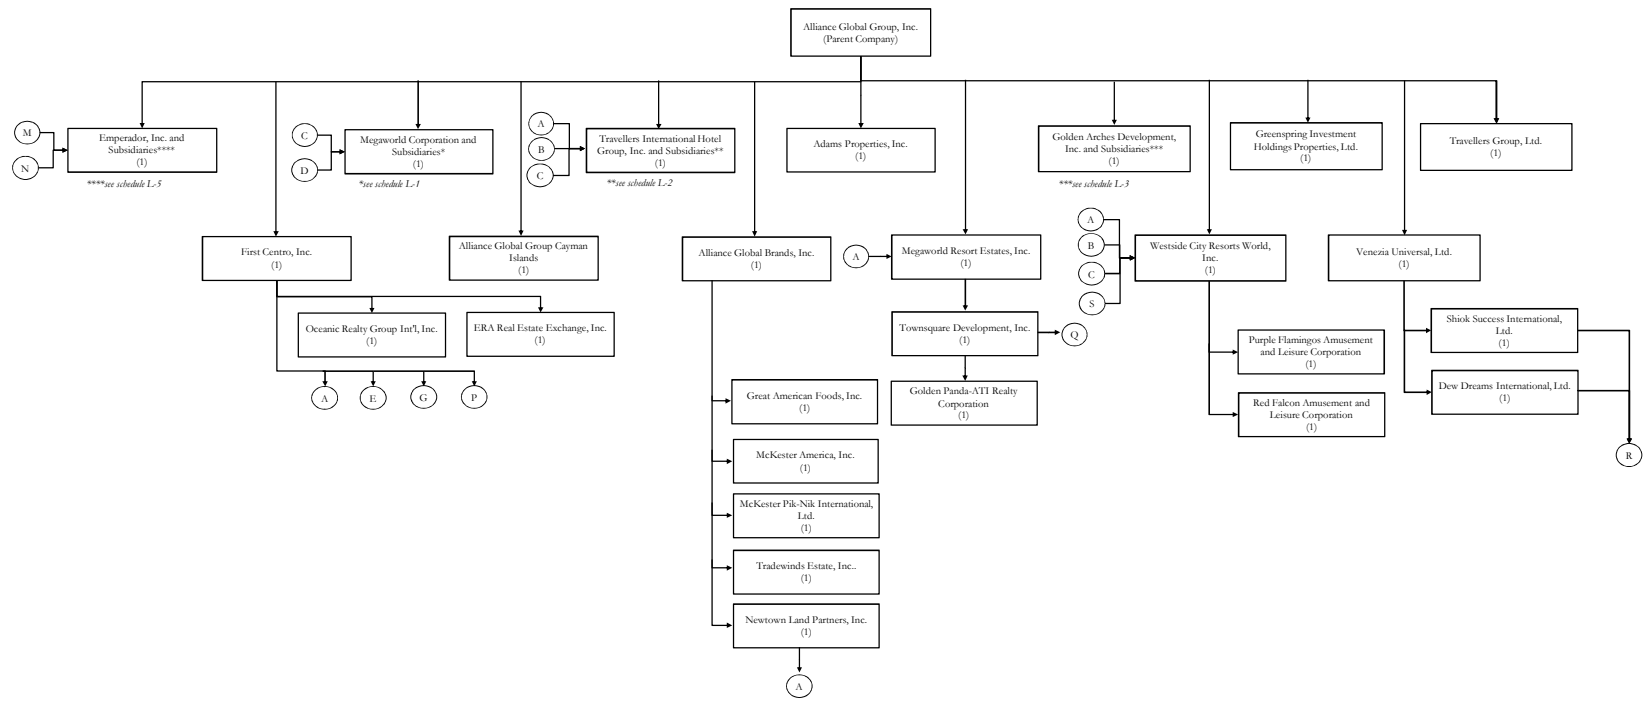 Alliance Global Group, Inc.
(Parent Company)
M
N
Emperador, Inc. and
Subsidiaries****
(1)
****see schedule L-5
C
D
Megaworld Corporation and
Subsidiaries*
(1)
*see schedule L-1
A
B
C
Travellers International Hotel
Group, Inc. and Subsidiaries**
(1)
**see schedule L-2
Adams Properties, Inc.
(1)
Golden Arches Development,
Inc. and Subsidiaries***
(1)
***see schedule L-3
Greenspring Investment
Holdings Properties, Ltd.
(1)
Travellers Group, Ltd.
(1)
First Centro, Inc.
(1)
Alliance Global Group Cayman
Islands
(1)
Alliance Global Brands, Inc.
(1)
A
Megaworld Resort Estates, Inc.
(1)
A
B
C
S
Westside City Resorts World,
Inc.
(1)
Venezia Universal, Ltd.
(1)
Oceanic Realty Group Int'l, Inc.
(1)
ERA Real Estate Exchange, Inc.
(1)
A
E
G
P
Townsquare Development, Inc.
(1)
Q
Golden Panda-ATI Realty
Corporation
(1)
Purple Flamingos Amusement
and Leisure Corporation
(1)
Red Falcon Amusement and
Leisure Corporation
(1)
Shiok Success International,
Ltd.
(1)
Dew Dreams International, Ltd.
(1)
R
Great American Foods, Inc.
(1)
McKester America, Inc.
(1)
McKester Pik-Nik International,
Ltd.
(1)
Tradewinds Estate, Inc..
(1)
Newtown Land Partners, Inc.
(1)
A